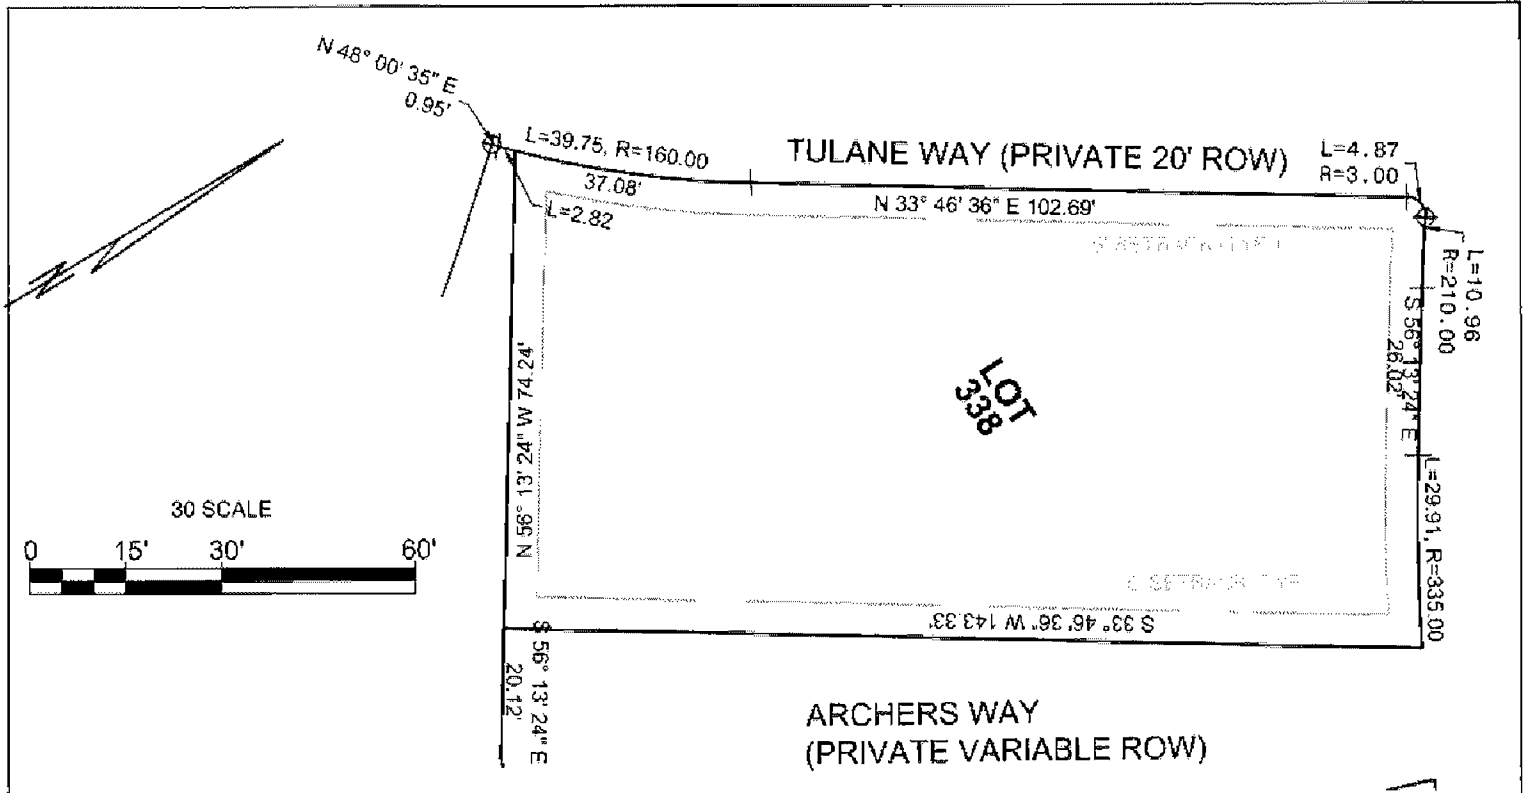 N 48° 00' 35" E
0.95'
L=39.75, R=160.00
37.08'
L=2.82
TULANE WAY (PRIVATE 20' ROW)
L=4.87
R=3.00
N 33° 46' 36" E 102.69'
L=10.96
R=210.00
S 56° 13' 24" E
26.02'
LOT
338
N 56° 13' 24" W 74.24'
30 SCALE
0 15' 30' 60'
L=29.91, R=335.00
S 33° 46' 36" W 143.33'
S 56° 13' 24" E
20.12'
ARCHERS WAY
(PRIVATE VARIABLE ROW)